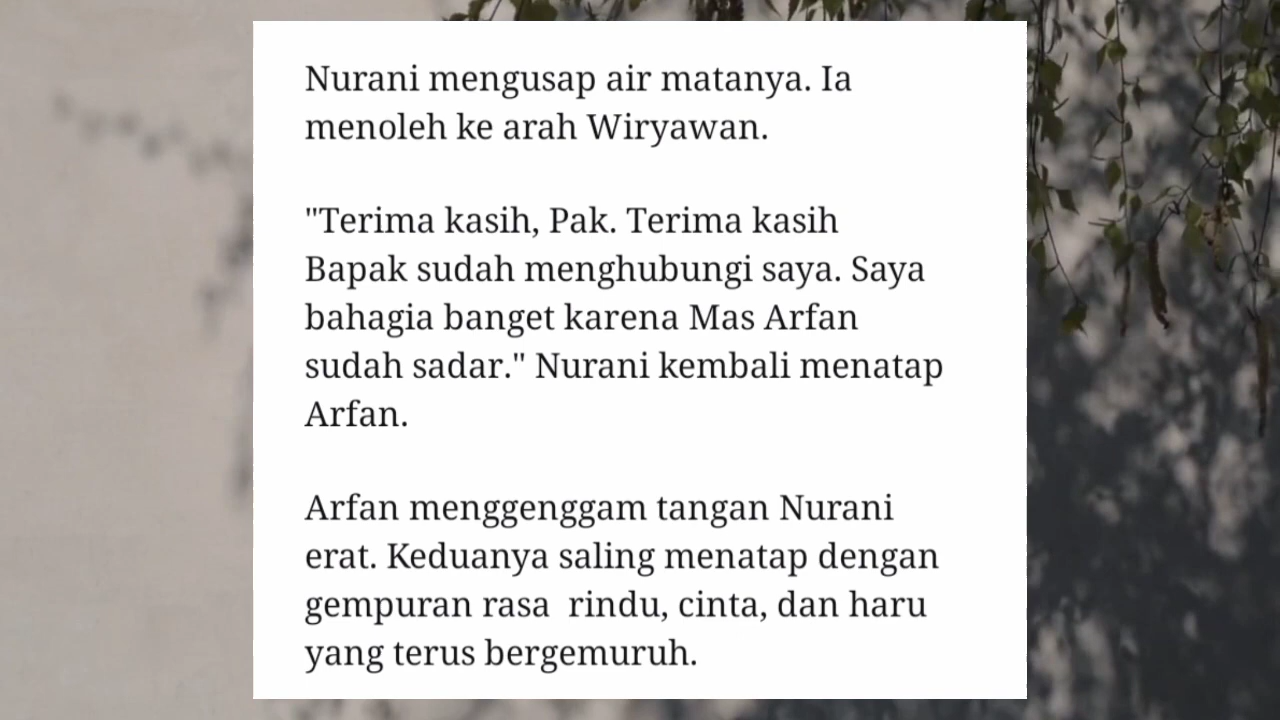 Nurani mengusap air matanya. Ia
menoleh ke arah Wiryawan.
"Terima kasih, Pak. Terima kasih
Bapak sudah menghubungi saya. Saya
bahagia banget karena Mas Arfan
sudah sadar." Nurani kembali menatap
Arfan.
Arfan menggenggam tangan Nurani
erat. Keduanya saling menatap dengan
gempuran rasa  rindu, cinta, dan haru
yang terus bergemuruh.